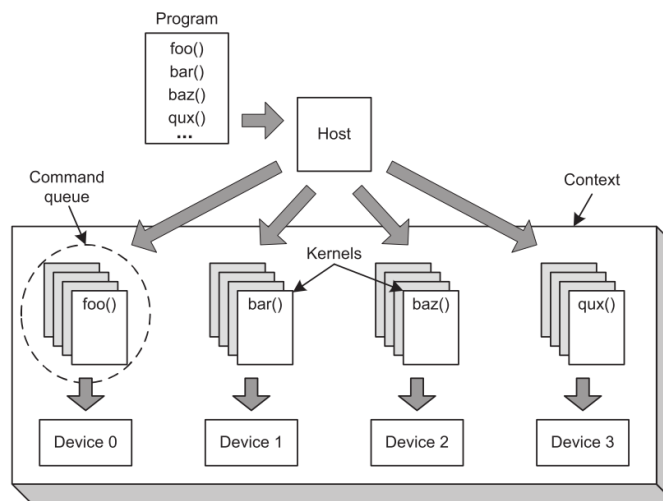 Program
foo()
bar()
baz()
qux()
...
Host
Command
queue
Context
Kernels
foo()
bar()
baz()
qux()
Device 0
Device 1
Device 2
Device 3